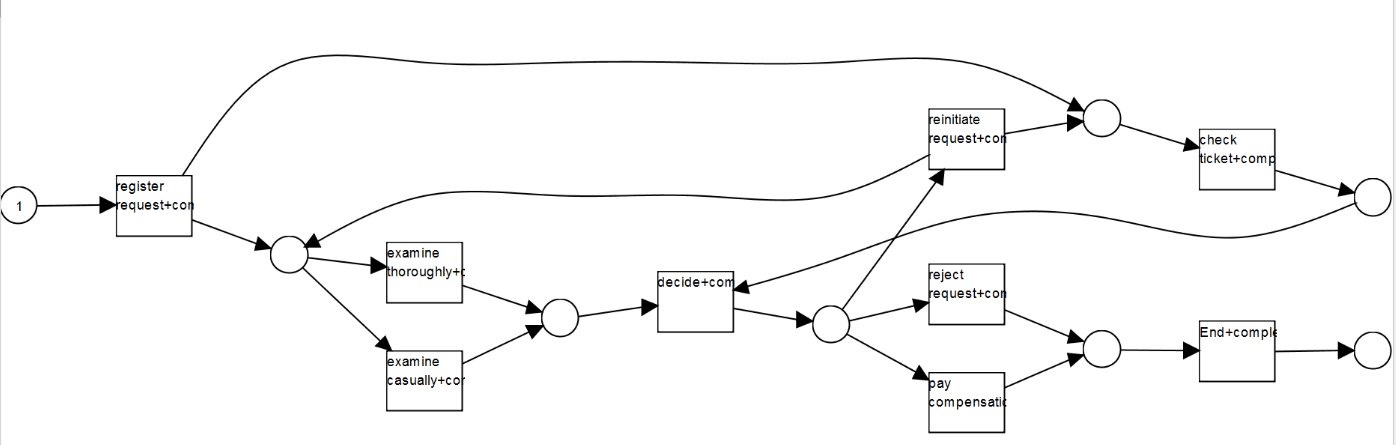 1
register
request+con
examine
thoroughly+c
examine
casually+cor
decide+com
reinitiate
request+con
reject
request+con
pay
compensatic
check
ticket+comp
End+comple